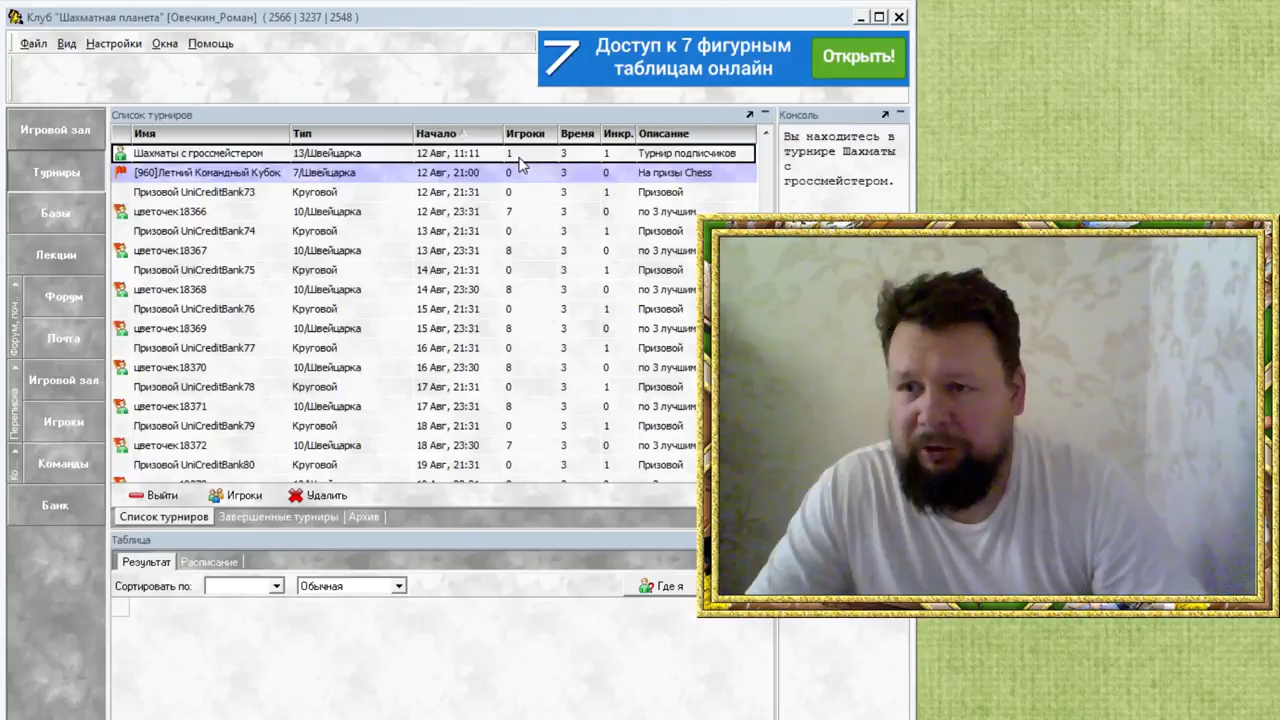 Клуб "Шахматная планета" [Овечкин_Роман] ( 2566 | 3237 | 2548 )
Файл Вид Настройки Окна Помощь
7 Доступ к 7 фигурным
таблицам онлайн
Открыть!
Игровой зал
Турниры
Базы
Лекции
Форум
Почта
Игровой зал
Игроки
Команды
Банк
Форум, поч...
Переписка
Ко...
Список турниров
Имя Тип Начало Игроки Время Инкр. Описание
Шахматы с гроссмейстером 13/Швейцарка 12 Авг, 11:11 1 3 1 Турнир подписчиков
[960]Летний Командный Кубок 7/Швейцарка 12 Авг, 21:00 0 3 0 На призы Chess
Призовой UniCreditBank73 Круговой 12 Авг, 21:31 0 3 1 Призовой
цветочек18366 10/Швейцарка 12 Авг, 23:31 7 3 0 по 3 лучшим
Призовой UniCreditBank74 Круговой 13 Авг, 21:31 0 3 1 Призовой
цветочек18367 10/Швейцарка 13 Авг, 23:31 8 3 0 по 3 лучшим
Призовой UniCreditBank75 Круговой 14 Авг, 21:31 0 3 1 Призовой
цветочек18368 10/Швейцарка 14 Авг, 23:31 8 3 0 по 3 лучшим
Призовой UniCreditBank76 Круговой 15 Авг, 21:31 0 3 1 Призовой
цветочек18369 10/Швейцарка 15 Авг, 23:31 8 3 0 по 3 лучшим
Призовой UniCreditBank77 Круговой 16 Авг, 21:31 0 3 1 Призовой
цветочек18370 10/Швейцарка 16 Авг, 23:30 8 3 0 по 3 лучшим
Призовой UniCreditBank78 Круговой 17 Авг, 21:31 0 3 1 Призовой
цветочек18371 10/Швейцарка 17 Авг, 23:31 8 3 0 по 3 лучшим
Призовой UniCreditBank79 Круговой 18 Авг, 21:31 0 3 1 Призовой
цветочек18372 10/Швейцарка 18 Авг, 23:30 7 3 0 по 3 лучшим
Призовой UniCreditBank80 Круговой 19 Авг, 21:31 0 3 1 Призовой
Выйти Игроки Удалить
Список турниров Завершенные турниры Архив
Таблица
Результат Расписание
Сортировать по: Обычная Где я
Консоль
Вы находитесь в
турнире Шахматы
с
гроссмейстером.